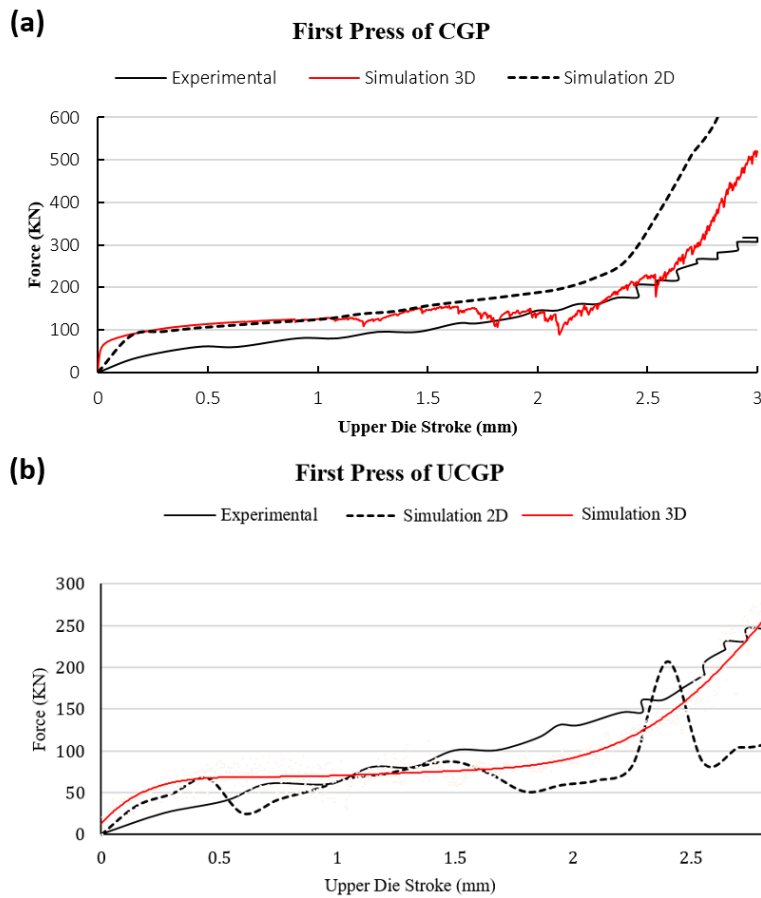 (a)
First Press of CGP
Experimental Simulation 3D Simulation 2D
600
500
400
300
200
100
0
Force (KN)
0 0.5 1 1.5 2 2.5 3
Upper Die Stroke (mm)
(b)
First Press of UCGP
Experimental Simulation 2D Simulation 3D
300
250
200
150
100
50
0
Force (KN)
0 0.5 1 1.5 2 2.5
Upper Die Stroke (mm)